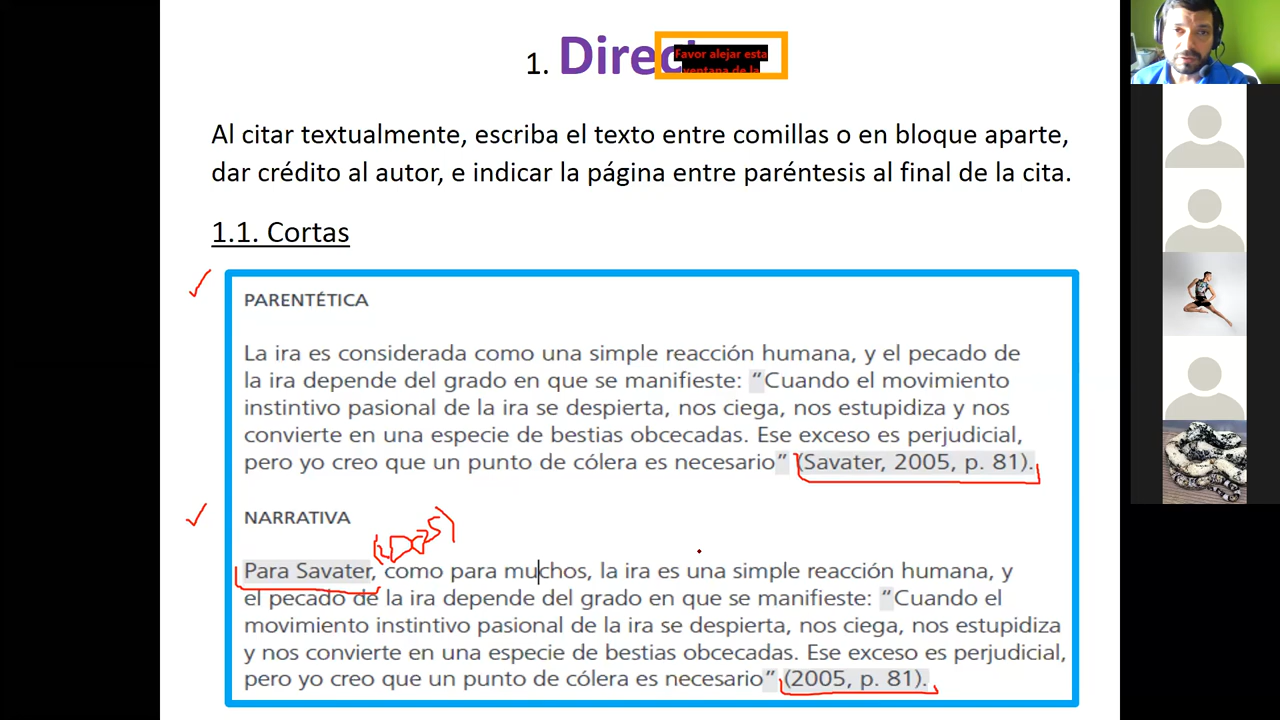 1. Direc
Favor alejar esta
ventana de la
Al citar textualmente, escriba el texto entre comillas o en bloque aparte,
dar crédito al autor, e indicar la página entre paréntesis al final de la cita.
1.1. Cortas
PARENTÉTICA
La ira es considerada como una simple reacción humana, y el pecado de
la ira depende del grado en que se manifieste: “Cuando el movimiento
instintivo pasional de la ira se despierta, nos ciega, nos estupidiza y nos
convierte en una especie de bestias obcecadas. Ese exceso es perjudicial,
pero yo creo que un punto de cólera es necesario” (Savater, 2005, p. 81).
NARRATIVA
(2005)
Para Savater, como para muchos, la ira es una simple reacción humana, y
el pecado de la ira depende del grado en que se manifieste: “Cuando el
movimiento instintivo pasional de la ira se despierta, nos ciega, nos estupidiza
y nos convierte en una especie de bestias obcecadas. Ese exceso es perjudicial,
pero yo creo que un punto de cólera es necesario” (2005, p. 81).